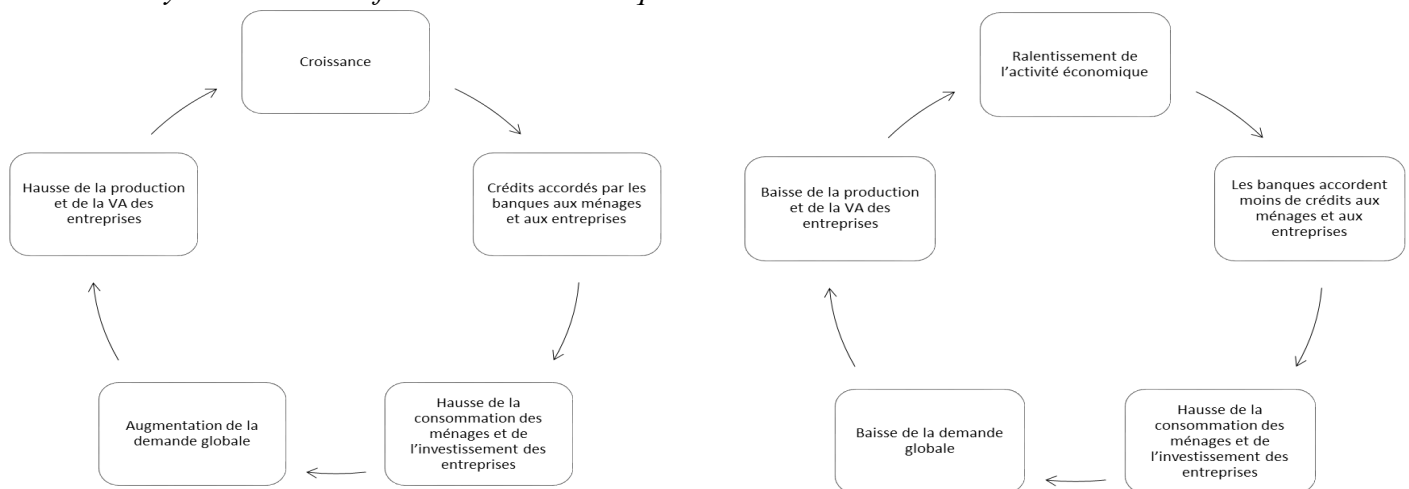 Croissance
Crédits accordés par les
banques aux ménages
et aux entreprises
Hausse de la
consommation des
ménages et de
l'investissement des
entreprises
Augmentation de la
demande globale
Hausse de la production
et de la VA des
entreprises
Ralentissement de
l'activité économique
Les banques accordent
moins de crédits aux
ménages et aux
entreprises
Hausse de la
consommation des
ménages et de
l'investissement des
entreprises
Baisse de la demande
globale
Baisse de la production
et de la VA des
entreprises